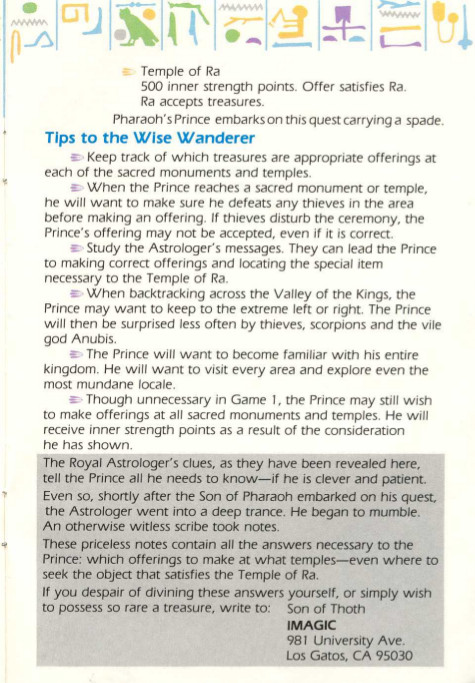 Temple of Ra
500 inner strength points. Offer satisfies Ra.
Ra accepts treasures.
Pharaoh's Prince embarks on this quest carrying a spade.
Tips to the Wise Wanderer
Keep track of which treasures are appropriate offerings at
each of the sacred monuments and temples.
When the Prince reaches a sacred monument or temple,
he will want to make sure he defeats any thieves in the area
before making an offering. If thieves disturb the ceremony, the
Prince's offering may not be accepted, even if it is correct.
Study the Astrologer's messages. They can lead the Prince
to making correct offerings and locating the special item
necessary to the Temple of Ra.
When backtracking across the Valley of the Kings, the
Prince may want to keep to the extreme left or right. The Prince
will then be surprised less often by thieves, scorpions and the vile
god Anubis.
The Prince will want to become familiar with his entire
kingdom. He will want to visit every area and explore even the
most mundane locale.
Though unnecessary in Game 1, the Prince may still wish
to make offerings at all sacred monuments and temples. He will
receive inner strength points as a result of the consideration
he has shown.
The Royal Astrologer's clues, as they have been revealed here,
tell the Prince all he needs to know—if he is clever and patient.
Even so, shortly after the Son of Pharaoh embarked on his quest,
the Astrologer went into a deep trance. He began to mumble.
An otherwise witless scribe took notes.
These priceless notes contain all the answers necessary to the
Prince: which offerings to make at what temples—even where to
seek the object that satisfies the Temple of Ra.
If you despair of divining these answers yourself, or simply wish
to possess so rare a treasure, write to: Son of Thoth
IMAGIC
981 University Ave.
Los Gatos, CA 95030